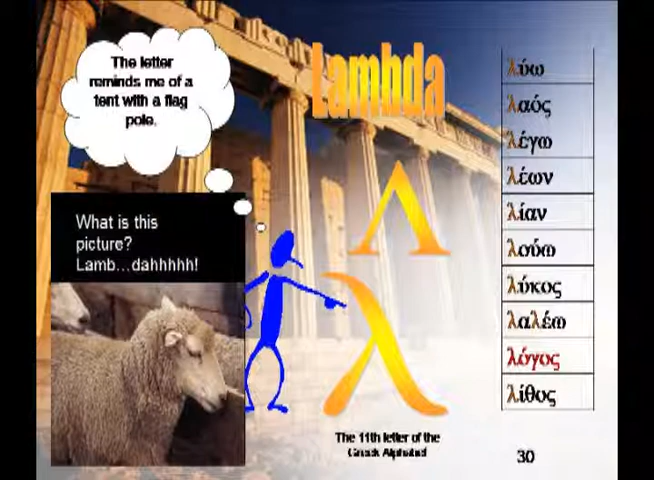 The letter
reminds me of a
tent with a flag
pole.
Lambda
What is this
picture?
Lamb...dahhhhh!
Λ
λ
The 11th letter of the
Greek Alphabet
λύω
λαός
λέγω
λέων
λίαν
λούω
λύκος
λαλέω
λόγος
λίθος
30